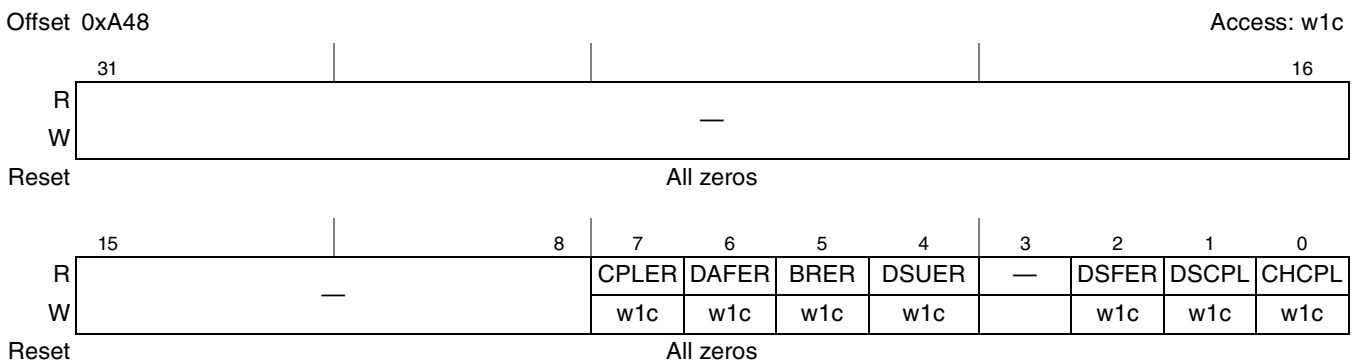 Offset 0xA48 Access: w1c
31 16
R
—
W
Reset All zeros
15 8 7 6 5 4 3 2 1 0
R — CPLER DAFER BRER DSUER — DSFER DSCPL CHCPL
W w1c w1c w1c w1c w1c w1c w1c
Reset All zeros